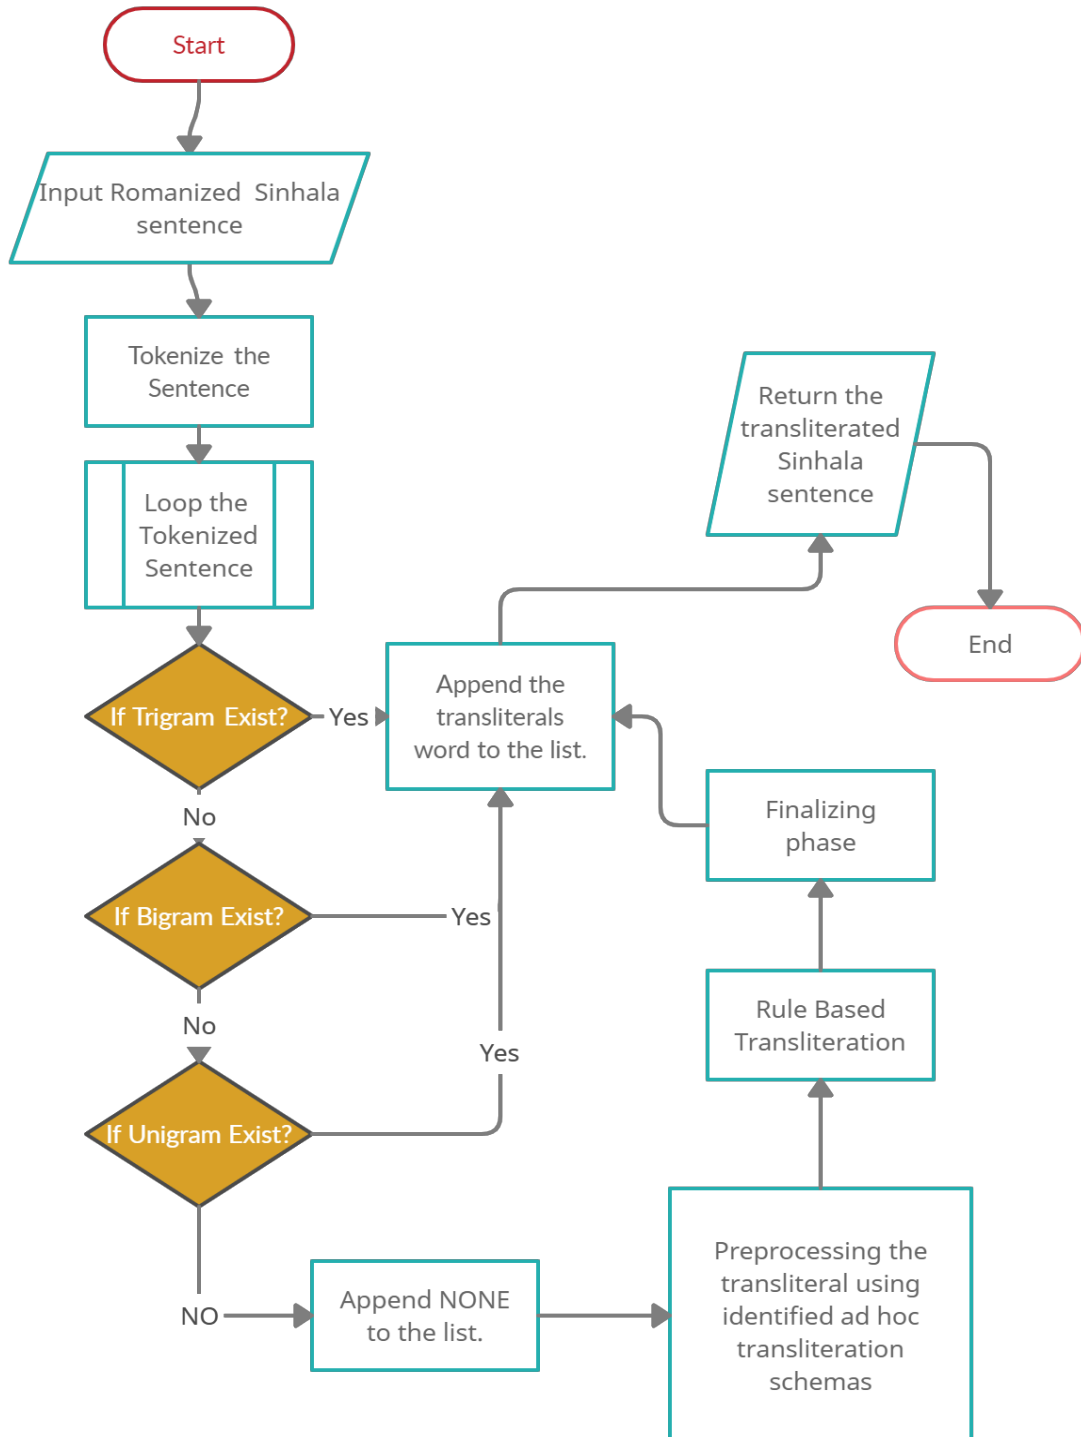 Start
Input Romanized Sinhala
sentence
Tokenize the
Sentence
Loop the
Tokenized
Sentence
If Trigram Exist?
Yes
Append the
transliterals
word to the list.
No
If Bigram Exist?
Yes
No
If Unigram Exist?
Yes
NO
Append NONE
to the list.
Preprocessing the
transliteral using
identified ad hoc
transliteration
schemas
Rule Based
Transliteration
Finalizing
phase
Return the
transliterated
Sinhala
sentence
End